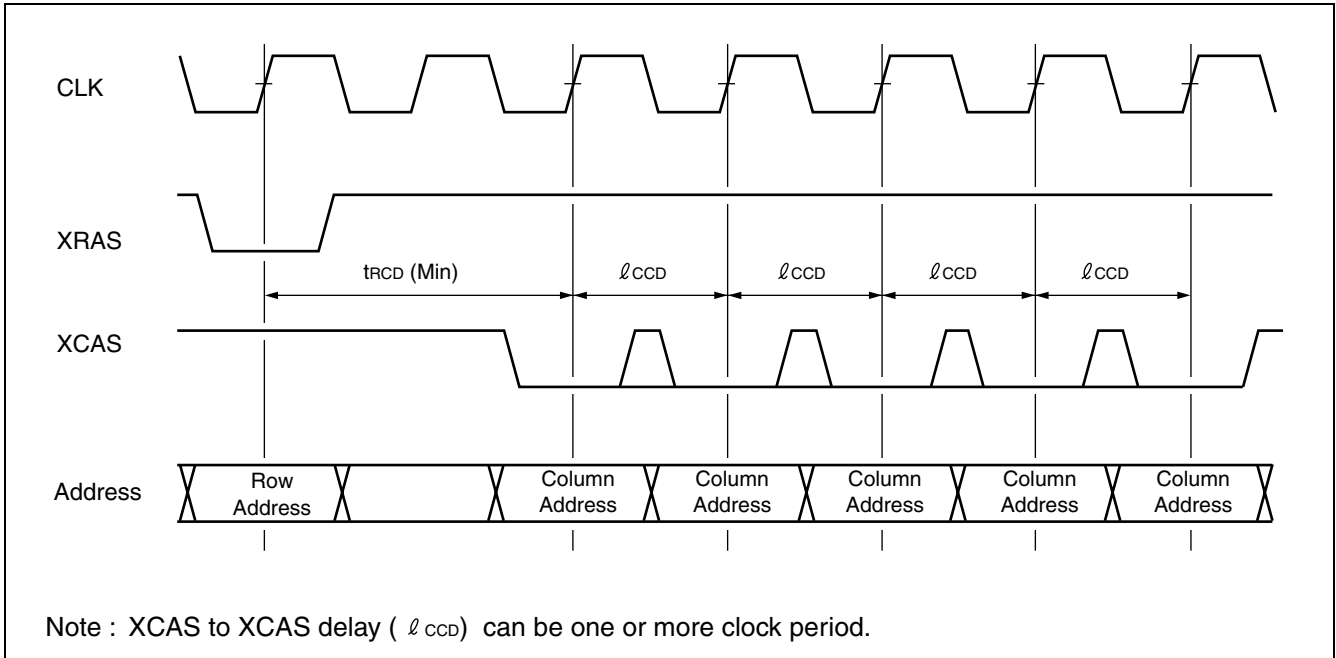 CLK
XRAS
tRCD (Min)
ℓCCD
ℓCCD
ℓCCD
ℓCCD
XCAS
Address
Row
Address
Column
Address
Column
Address
Column
Address
Column
Address
Column
Address
Note : XCAS to XCAS delay ( ℓCCD) can be one or more clock period.